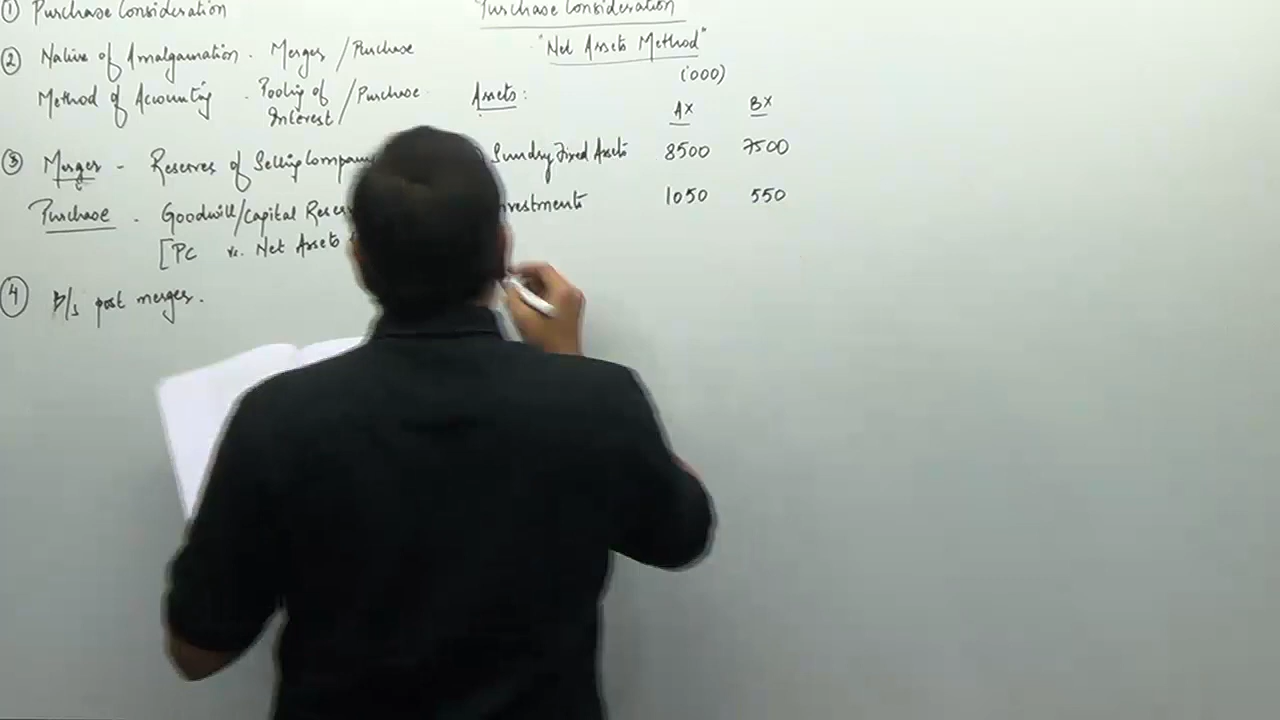 ① Purchase Consideration
② Nature of Amalgamation - Merger / Purchase
Method of Accounting - Pooling of Interest / Purchase
③ Merger - Reserves of Selling Company
Purchase - Goodwill/Capital
[PC vs. Net Assets
④ B/s post merger.
Purchase Consideration
"Net Assets Method"
('000)
Assets: AX BX
Sundry Fixed Assets 8500 7500
1050 550